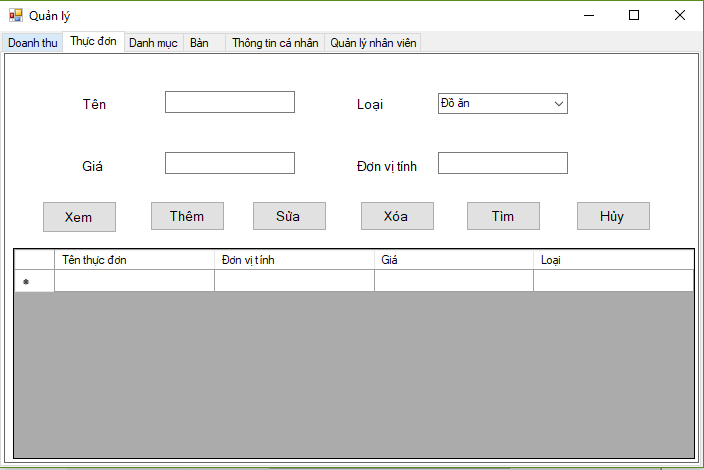 Quản lý
Doanh thu Thực đơn Danh mục Bàn Thông tin cá nhân Quản lý nhân viên
Tên Loại Đồ ăn
Giá Đơn vị tính
Xem Thêm Sửa Xóa Tìm Hủy
Tên thực đơn Đơn vị tính Giá Loại